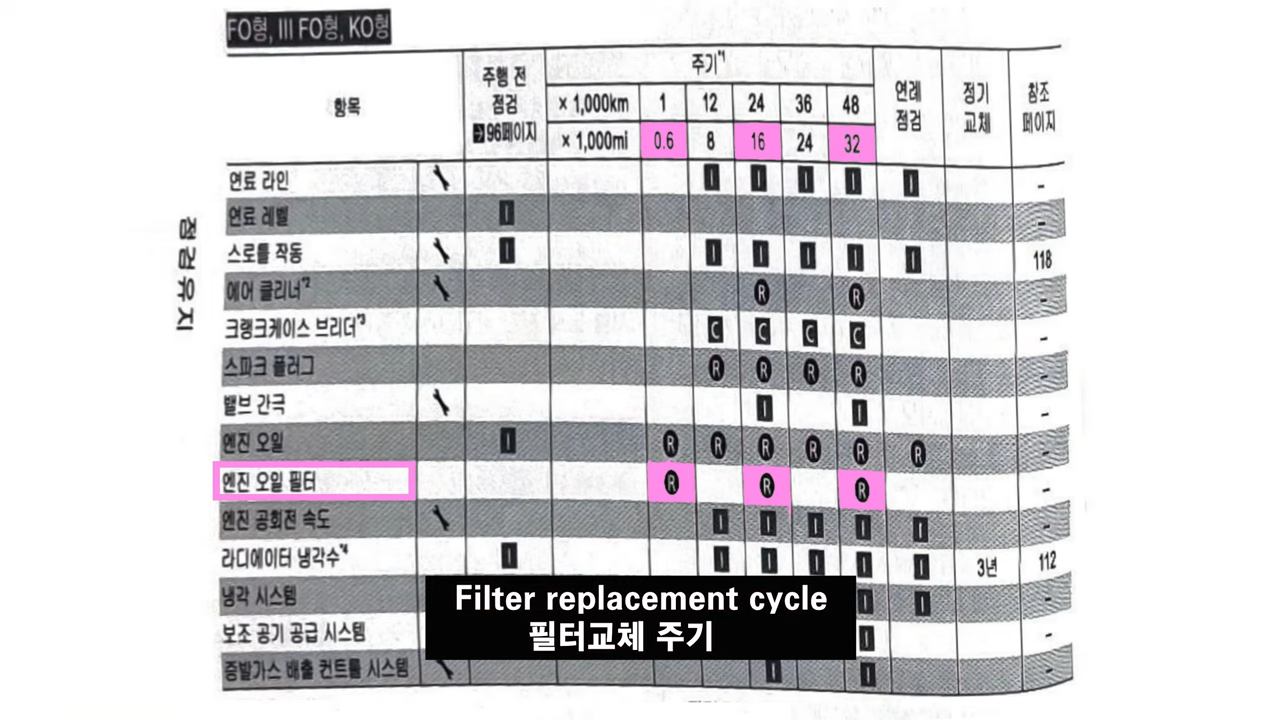 FO형, III FO형, KO형
항목
주행 전
점검
➔96페이지
주기*1
× 1,000km 1 12 24 36 48
× 1,000mi 0.6 8 16 24 32
연례
점검
정기
교체
참조
페이지
연료 라인 I I I I I -
연료 레벨 I -
스로틀 작동 I I I I I I 118
에어 클리너*2 R R -
크랭크케이스 브리더*3 C C C C -
스파크 플러그 R R R R -
밸브 간극 I I -
엔진 오일 I R R R R R R -
엔진 오일 필터 R R R -
엔진 공회전 속도 I I I I I -
라디에이터 냉각수*4 I I I I I I 3년 112
냉각 시스템 I I -
보조 공기 공급 시스템 I -
증발가스 배출 컨트롤 시스템 I I -
점검유지
Filter replacement cycle
필터교체 주기